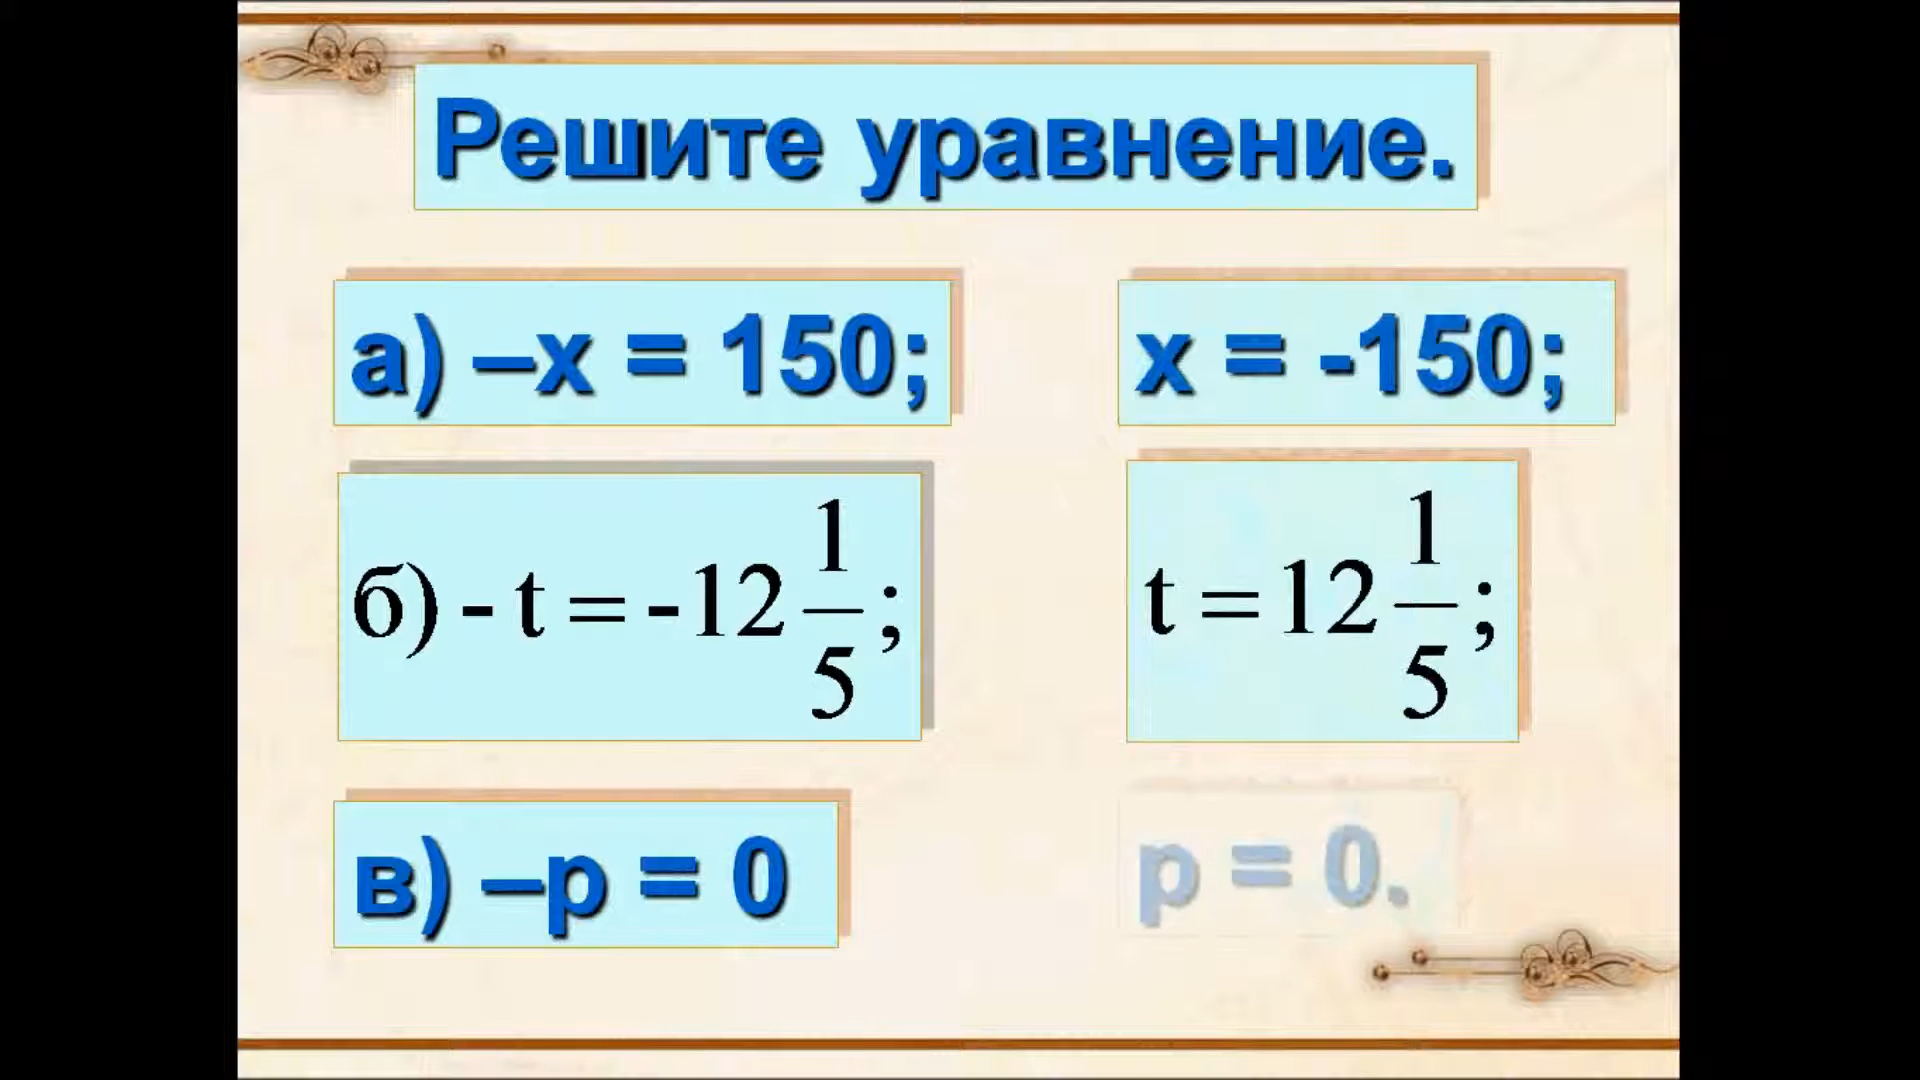 Решите уравнение.
а) –х = 150; х = -150;
б) - t = -12 1/5; t = 12 1/5;
в) –р = 0 р = 0.